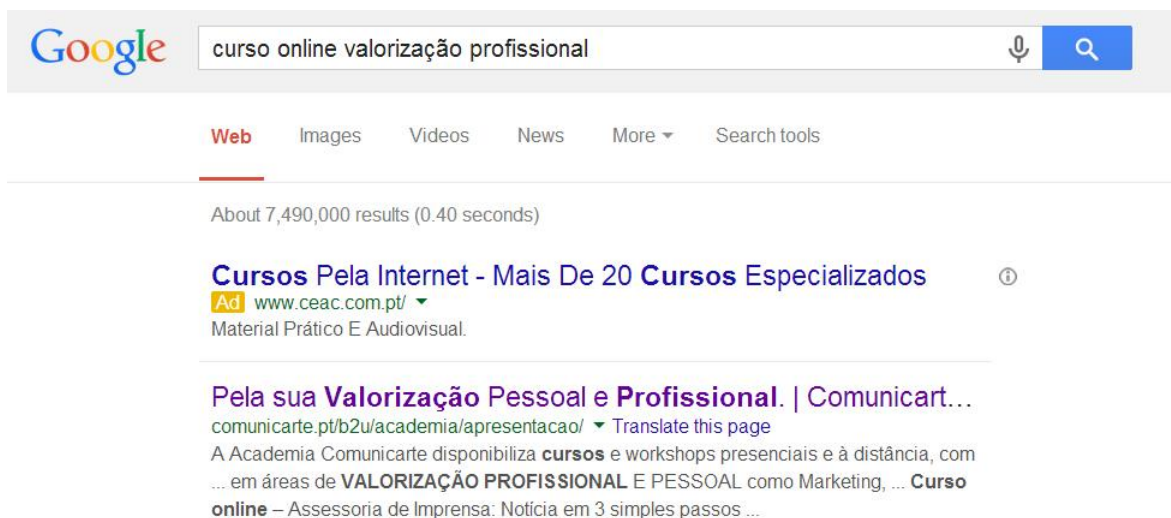 Google curso online valorização profissional
Web Images Videos News More Search tools
About 7,490,000 results (0.40 seconds)
Cursos Pela Internet - Mais De 20 Cursos Especializados
Ad www.ceac.com.pt/
Material Prático E Audiovisual.
Pela sua Valorização Pessoal e Profissional. | Comunicart...
comunicarte.pt/b2u/academia/apresentacao/ Translate this page
A Academia Comunicarte disponibiliza cursos e workshops presenciais e à distância, com
... em áreas de VALORIZAÇÃO PROFISSIONAL E PESSOAL como Marketing, ... Curso
online – Assessoria de Imprensa: Notícia em 3 simples passos ...